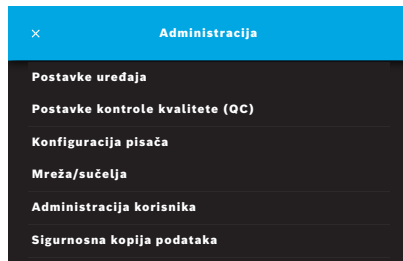 Administracija
Postavke uređaja
Postavke kontrole kvalitete (QC)
Konfiguracija pisača
Mreža/sučelja
Administracija korisnika
Sigurnosna kopija podataka